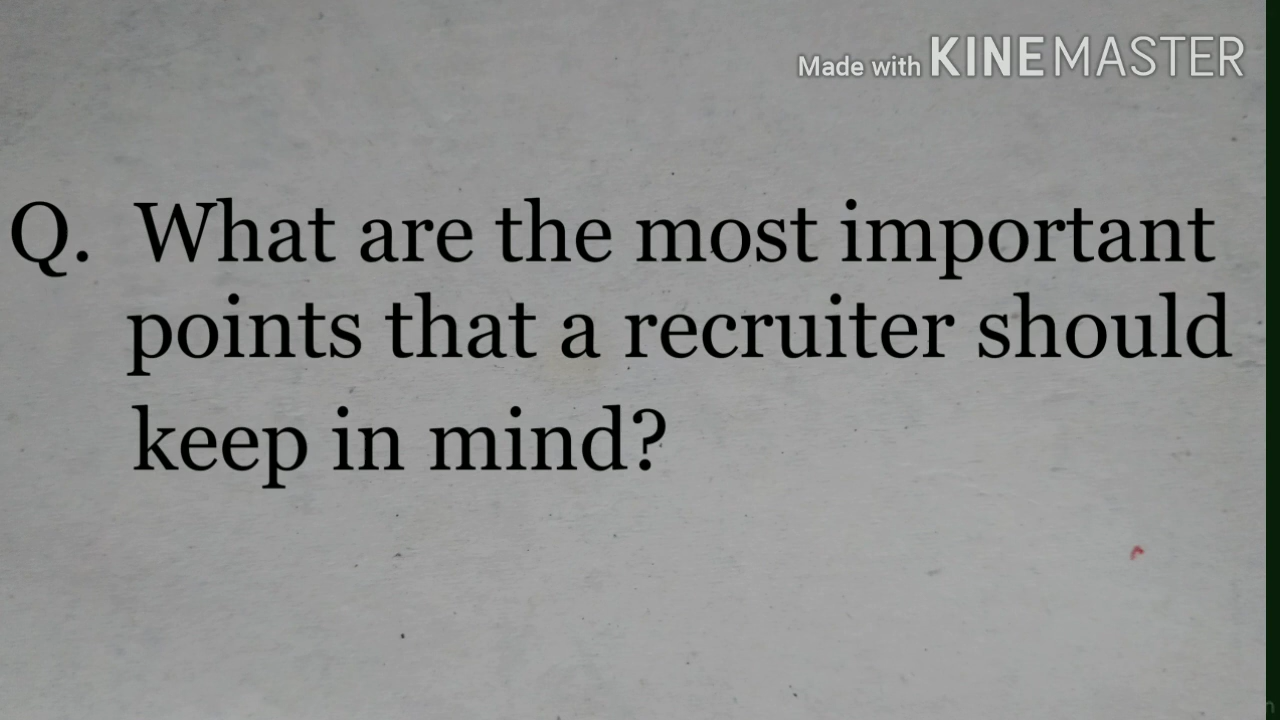 Made with KINEMASTER
Q. What are the most important
points that a recruiter should
keep in mind?